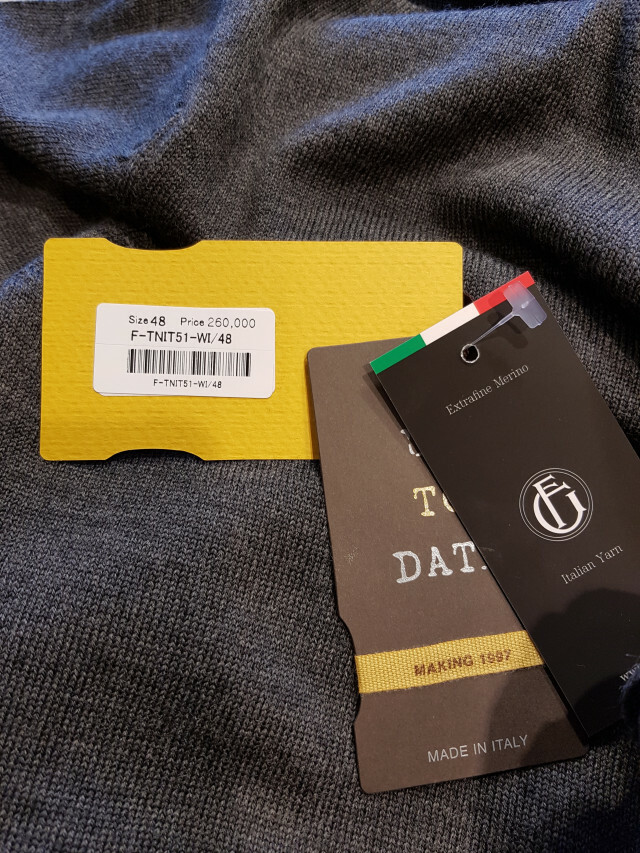 Size 48 Price 260,000
F-TNIT51-WI/48
F-TNIT51-WI/48
Extrafine Merino
Italian Yarn
DAT
MAKING 1997
MADE IN ITALY